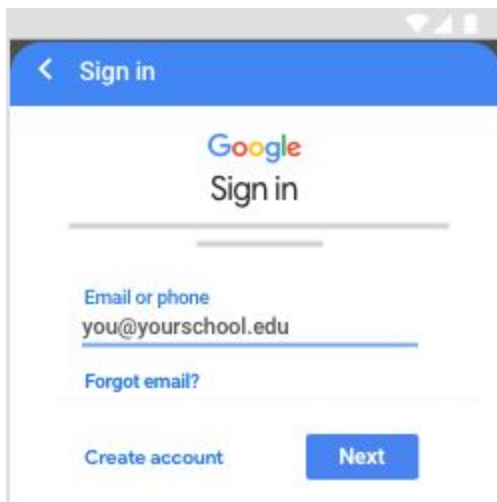 Sign in
Google
Sign in
Email or phone
you@yourschool.edu
Forgot email?
Create account
Next